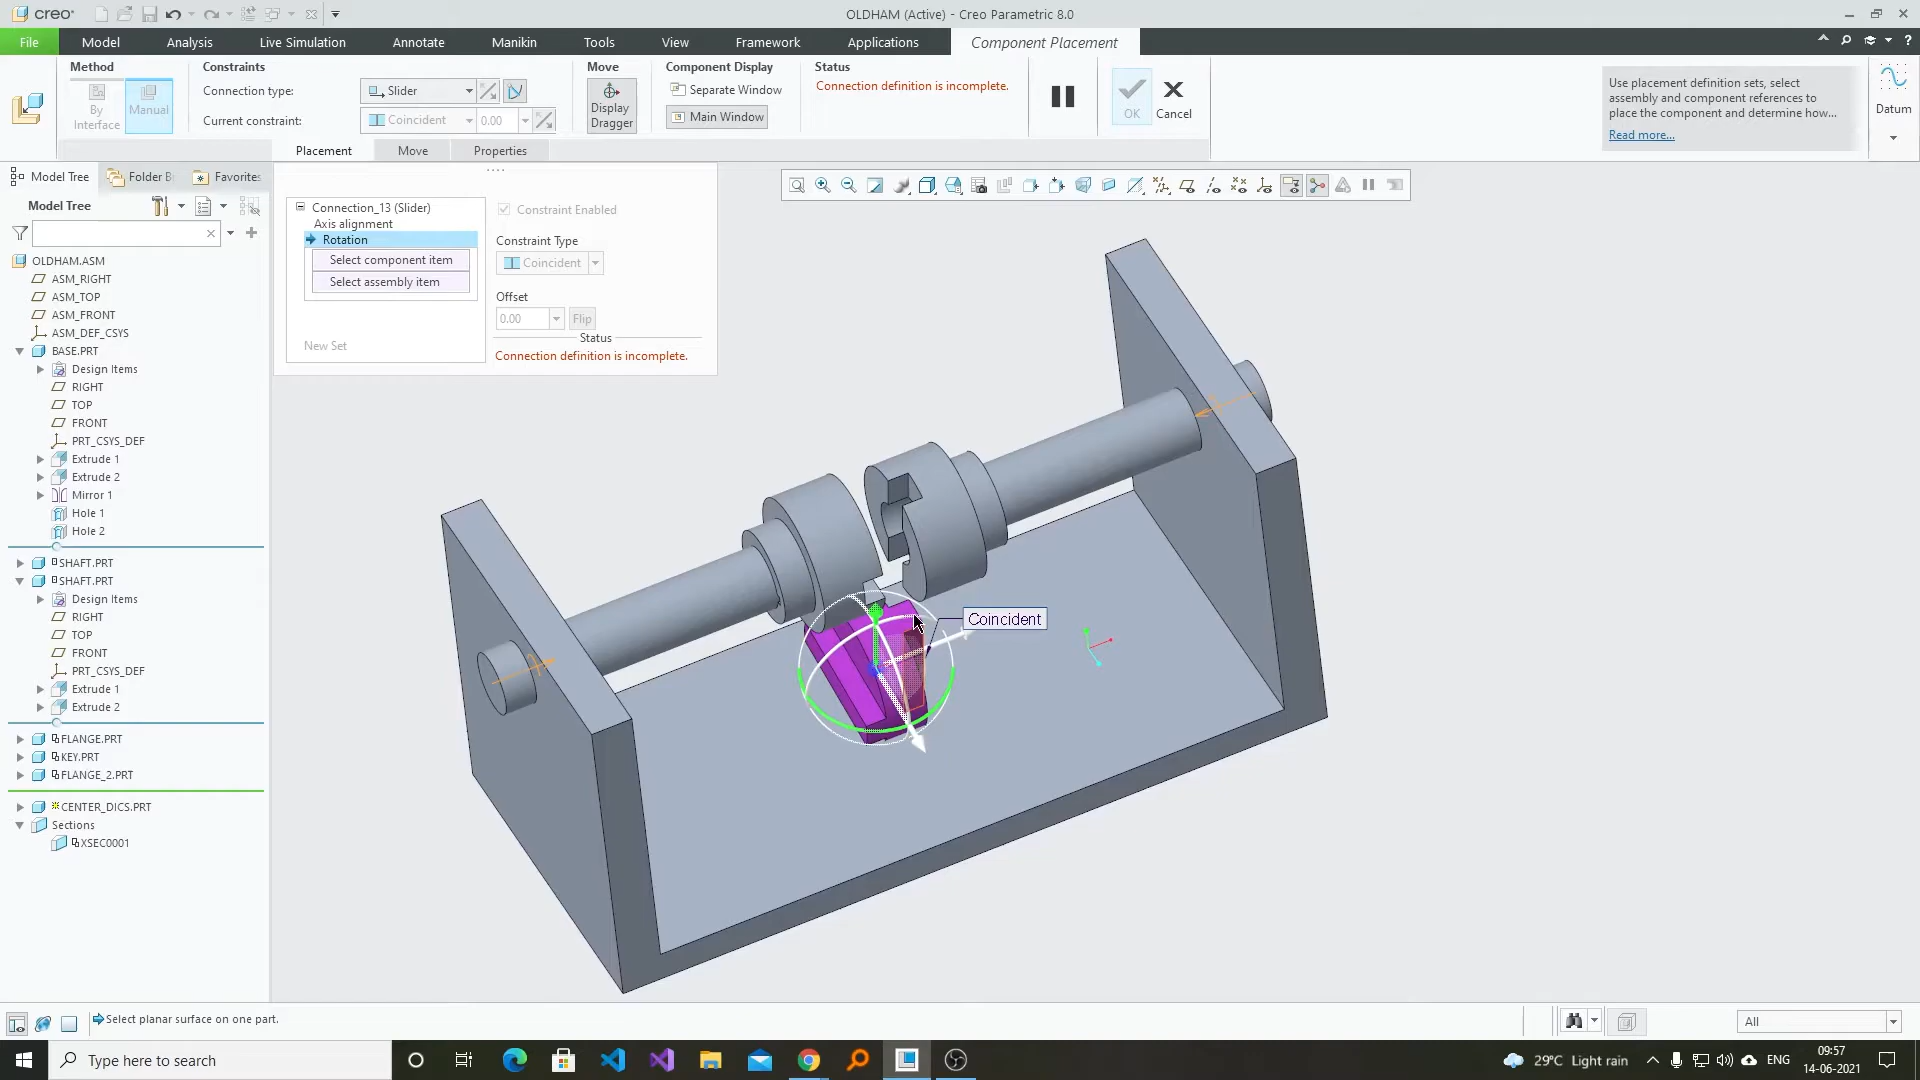 creo
OLDHAM (Active) - Creo Parametric 8.0
File
Model
Analysis
Live Simulation
Annotate
Manikin
Tools
View
Framework
Applications
Component Placement
Method
By Interface
Manual
Constraints
Connection type:
Slider
Current constraint:
Coincident
0.00
Move
Display Dragger
Component Display
Separate Window
Main Window
Status
Connection definition is incomplete.
OK
Cancel
Use placement definition sets, select
assembly and component references to
place the component and determine how...
Read more...
Datum
Placement
Move
Properties
Model Tree
Folder B
Favorites
Model Tree
OLDHAM.ASM
ASM_RIGHT
ASM_TOP
ASM_FRONT
ASM_DEF_CSYS
BASE.PRT
Design Items
RIGHT
TOP
FRONT
PRT_CSYS_DEF
Extrude 1
Extrude 2
Mirror 1
Hole 1
Hole 2
SHAFT.PRT
SHAFT.PRT
Design Items
RIGHT
TOP
FRONT
PRT_CSYS_DEF
Extrude 1
Extrude 2
FLANGE.PRT
KEY.PRT
FLANGE_2.PRT
CENTER_DICS.PRT
Sections
XSEC0001
Connection_13 (Slider)
Axis alignment
Rotation
Select component item
Select assembly item
New Set
Constraint Enabled
Constraint Type
Coincident
Offset
0.00
Flip
Status
Connection definition is incomplete.
Coincident
Select planar surface on one part.
All
Type here to search
29°C Light rain
ENG
09:57
14-06-2021